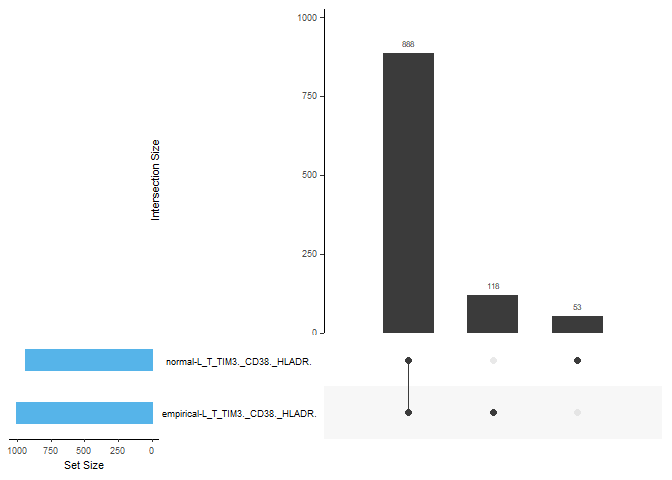 1000
888
750
Intersection Size
500
250
118
53
0
normal-L_T_TIM3._CD38._HLADR.
empirical-L_T_TIM3._CD38._HLADR.
1000 750 500 250 0
Set Size